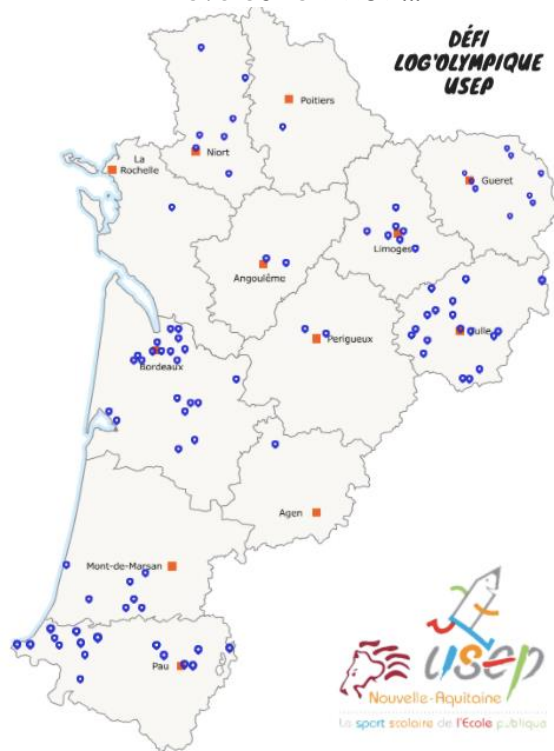 DÉFI
LOG'OLYMPIQUE
USEP
Poitiers
La
Rochelle
Niort
Gueret
Limoges
Angoulême
Perigueux
Bordeaux
Agen
Mont-de-Marsan
Pau
usep
Nouvelle-Aquitaine
Le sport scolaire de l'École publique